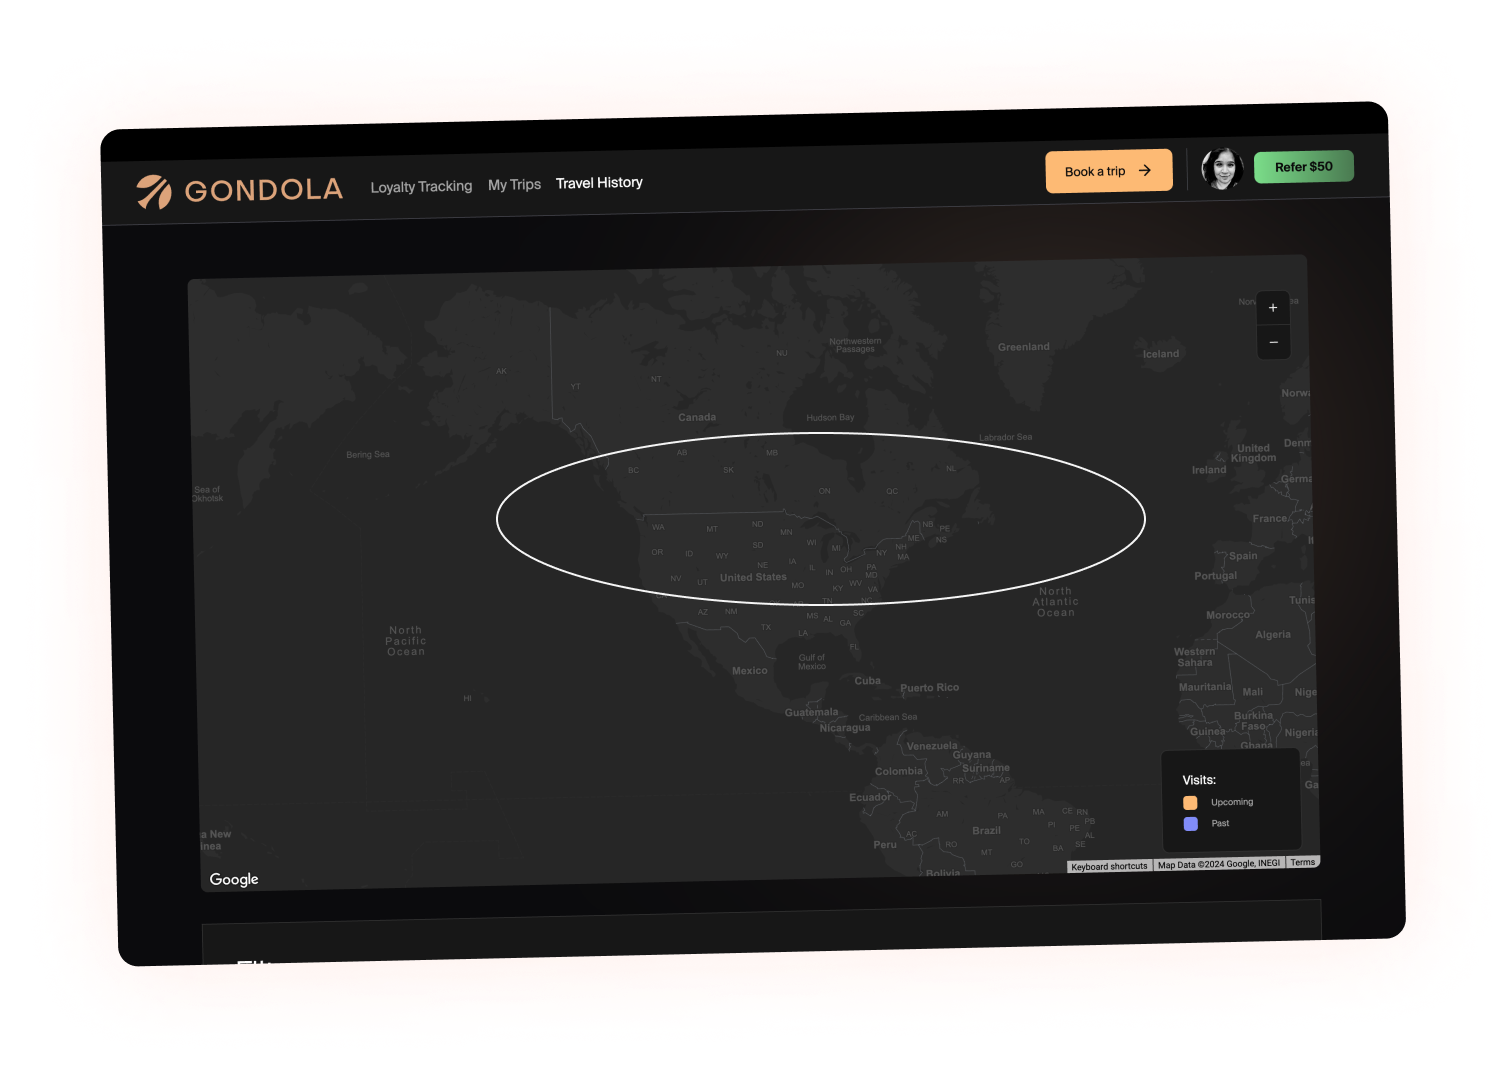 GONDOLA
Loyalty Tracking
My Trips
Travel History
Book a trip
Refer $50
+
−
NU
Northwestern
Passages
Greenland
Iceland
AK
YT
NT
Canada
Hudson Bay
Labrador Sea
Norwa
Bering Sea
AB
MB
BC
SK
NL
United
Kingdom
Denm
Ireland
Germa
Sea of
Okhotsk
ON
QC
France
WA
MT
ND
MN
NB
PE
ME
NS
OR
ID
WY
SD
WI
MI
NY
NH
MA
Spain
NE
IA
IL
IN
OH
PA
MD
Portugal
NV
UT
United States
MO
KY
WV
VA
TN
NC
North
Atlantic
Ocean
Tunis
AZ
NM
MS
AL
GA
SC
Morocco
TX
LA
Algeria
North
Pacific
Ocean
FL
Gulf of
Mexico
Western
Sahara
Mexico
Cuba
Puerto Rico
Mauritania
Mali
Nige
HI
Guatemala
Caribbean Sea
Nicaragua
Burkina
Faso
Guinea
Nigeria
Ghana
Venezuela
Guyana
Colombia
Suriname
RR
AP
Ecuador
AM
PA
MA
CE
RN
PB
PI
PE
AL
AC
Brazil
a New
inea
Peru
RO
MT
TO
BA
SE
GO
Bolivia
Visits:
Upcoming
Past
Google
Keyboard shortcuts
Map Data ©2024 Google, INEGI
Terms